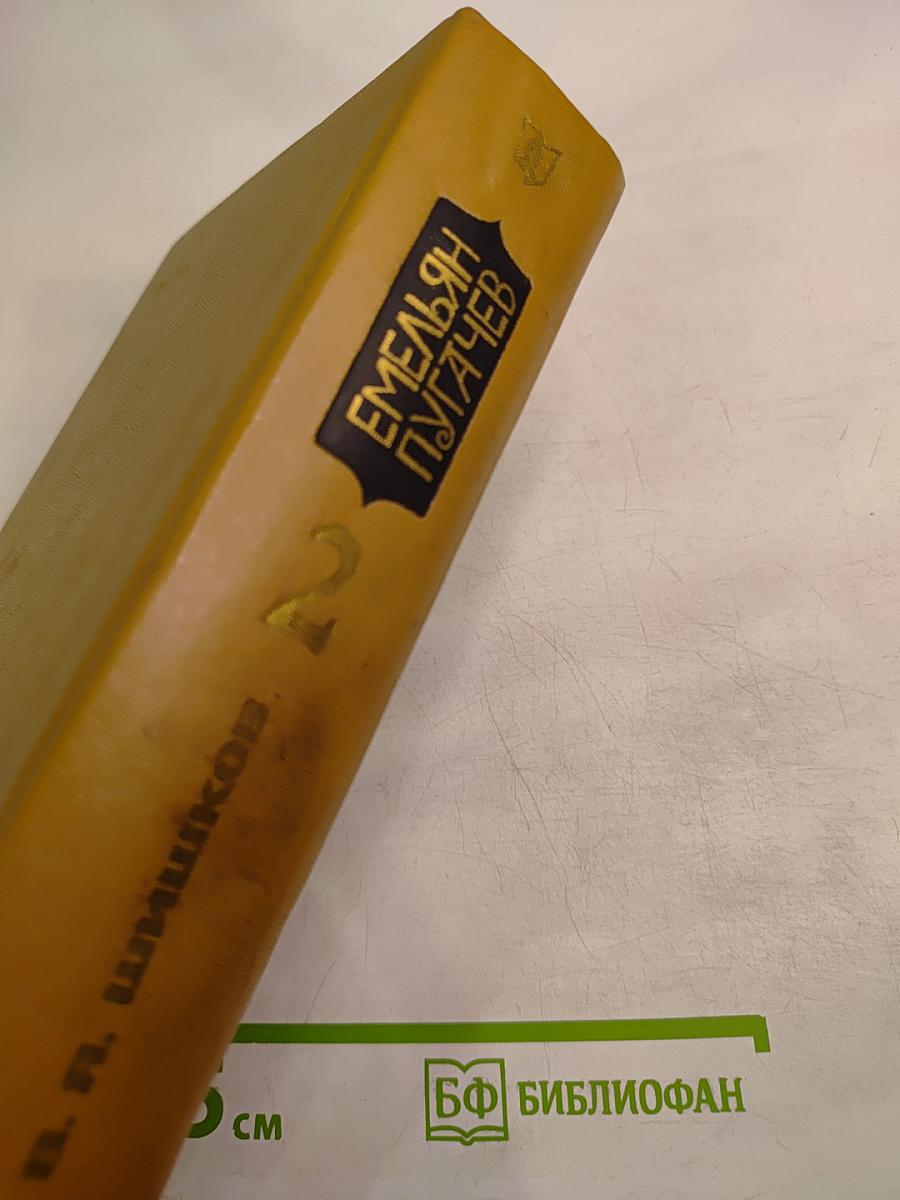 ЕМЕЛЬЯН
ПУГАЧЕВ
2
В. Я. ШИШКОВ.
см
БФ БИБЛИОФАН